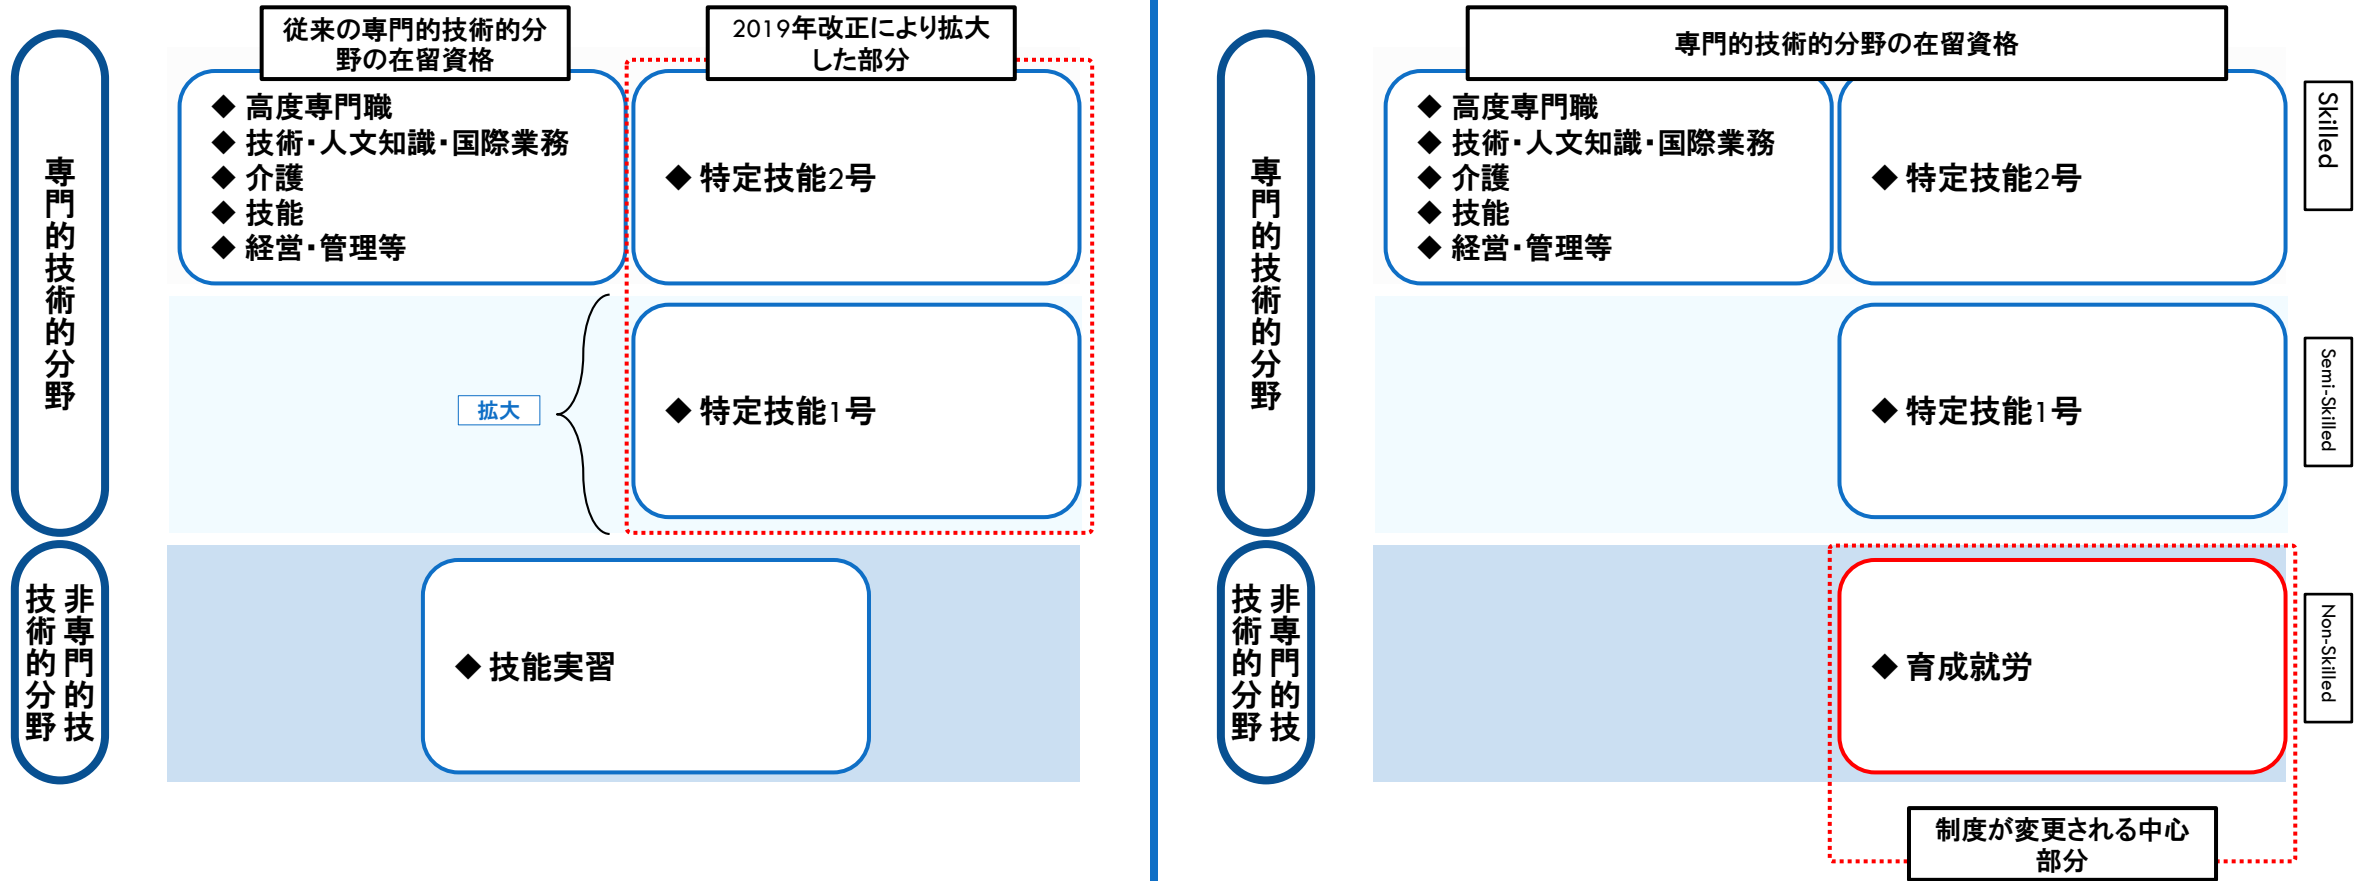 従来の専門的技術的分
野の在留資格
2019年改正により拡大
した部分
専門的技術的分野
◆ 高度専門職
◆ 技術・人文知識・国際業務
◆ 介護
◆ 技能
◆ 経営・管理等
◆ 特定技能2号
拡大
◆ 特定技能1号
非専門的技
技術的分野
◆ 技能実習
専門的技術的分野の在留資格
専門的技術的分野
◆ 高度専門職
◆ 技術・人文知識・国際業務
◆ 介護
◆ 技能
◆ 経営・管理等
◆ 特定技能2号
Skilled
◆ 特定技能1号
Semi-Skilled
非専門的技
技術的分野
◆ 育成就労
Non-Skilled
制度が変更される中心
部分